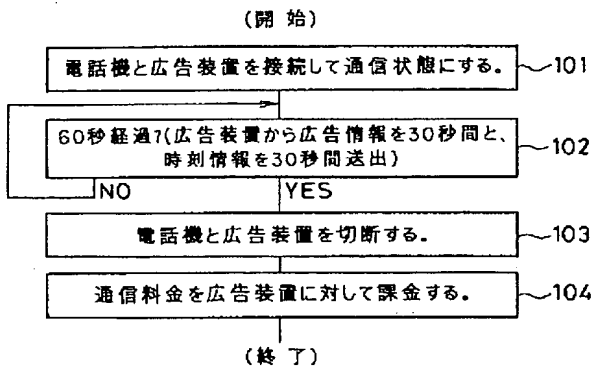 (開始)
電話機と広告装置を接続して通信状態にする。 101
60秒経過?(広告装置から広告情報を30秒間と、
時刻情報を30秒間送出) 102
NO YES
電話機と広告装置を切断する。 103
通信料金を広告装置に対して課金する。 104
(終了)